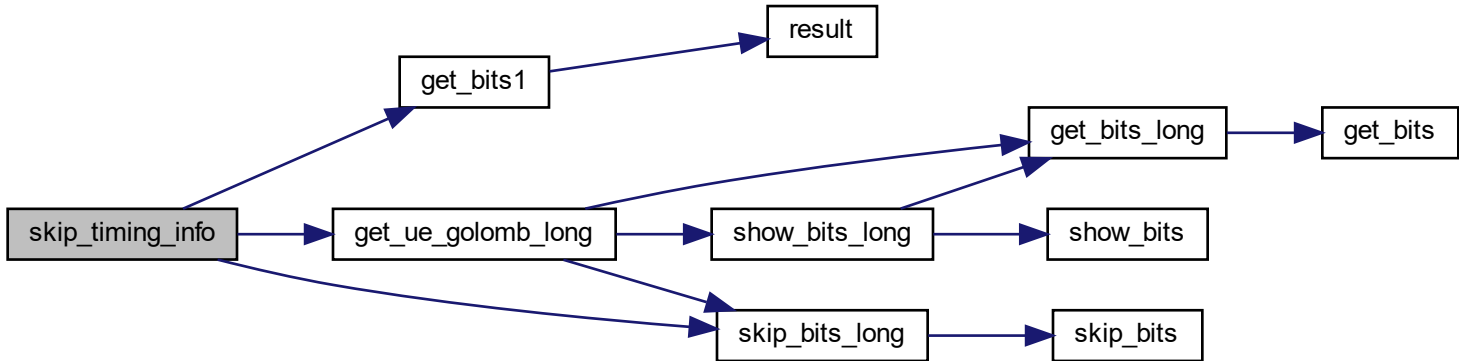 result
get_bits1
get_bits_long
get_bits
skip_timing_info
get_ue_golomb_long
show_bits_long
show_bits
skip_bits_long
skip_bits